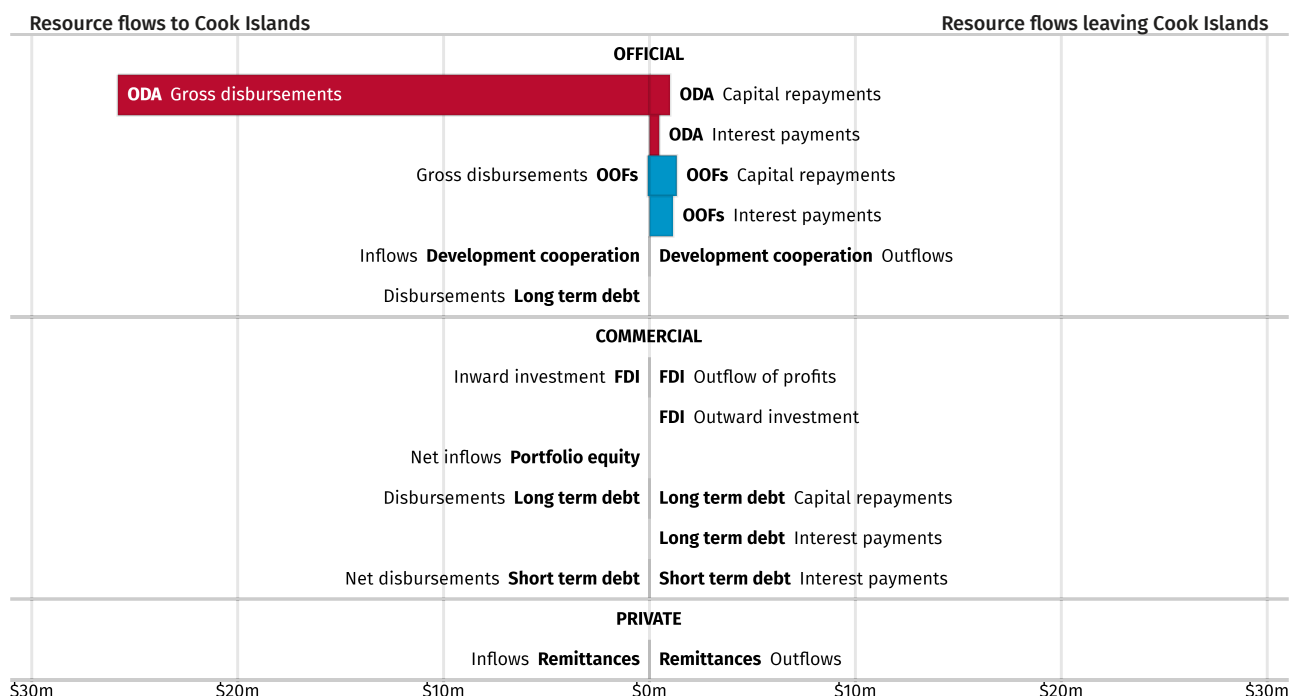 Resource flows to Cook Islands Resource flows leaving Cook Islands
OFFICIAL
ODA Gross disbursements ODA Capital repayments
ODA Interest payments
Gross disbursements OOFs OOFs Capital repayments
OOFs Interest payments
Inflows Development cooperation Development cooperation Outflows
Disbursements Long term debt
COMMERCIAL
Inward investment FDI FDI Outflow of profits
FDI Outward investment
Net inflows Portfolio equity
Disbursements Long term debt Long term debt Capital repayments
Long term debt Interest payments
Net disbursements Short term debt Short term debt Interest payments
PRIVATE
Inflows Remittances Remittances Outflows
$30m $20m $10m $0m $10m $20m $30m